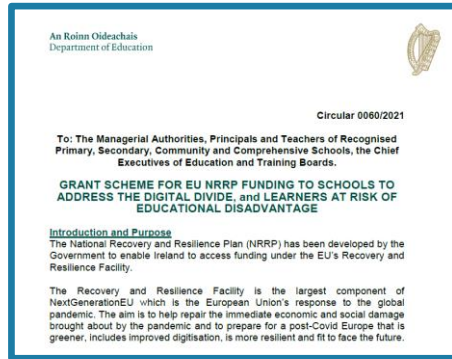 An Roinn Oideachais
Department of Education
Circular 0060/2021
To: The Managerial Authorities, Principals and Teachers of Recognised
Primary, Secondary, Community and Comprehensive Schools, the Chief
Executives of Education and Training Boards.
GRANT SCHEME FOR EU NRRP FUNDING TO SCHOOLS TO
ADDRESS THE DIGITAL DIVIDE, and LEARNERS AT RISK OF
EDUCATIONAL DISADVANTAGE
Introduction and Purpose
The National Recovery and Resilience Plan (NRRP) has been developed by the
Government to enable Ireland to access funding under the EU's Recovery and
Resilience Facility.
The Recovery and Resilience Facility is the largest component of
NextGenerationEU which is the European Union's response to the global
pandemic. The aim is to help repair the immediate economic and social damage
brought about by the pandemic and to prepare for a post-Covid Europe that is
greener, includes improved digitisation, is more resilient and fit to face the future.